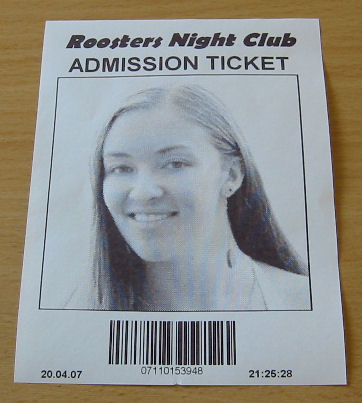 Roosters Night Club
ADMISSION TICKET
07110153948
20.04.07 21:25:28